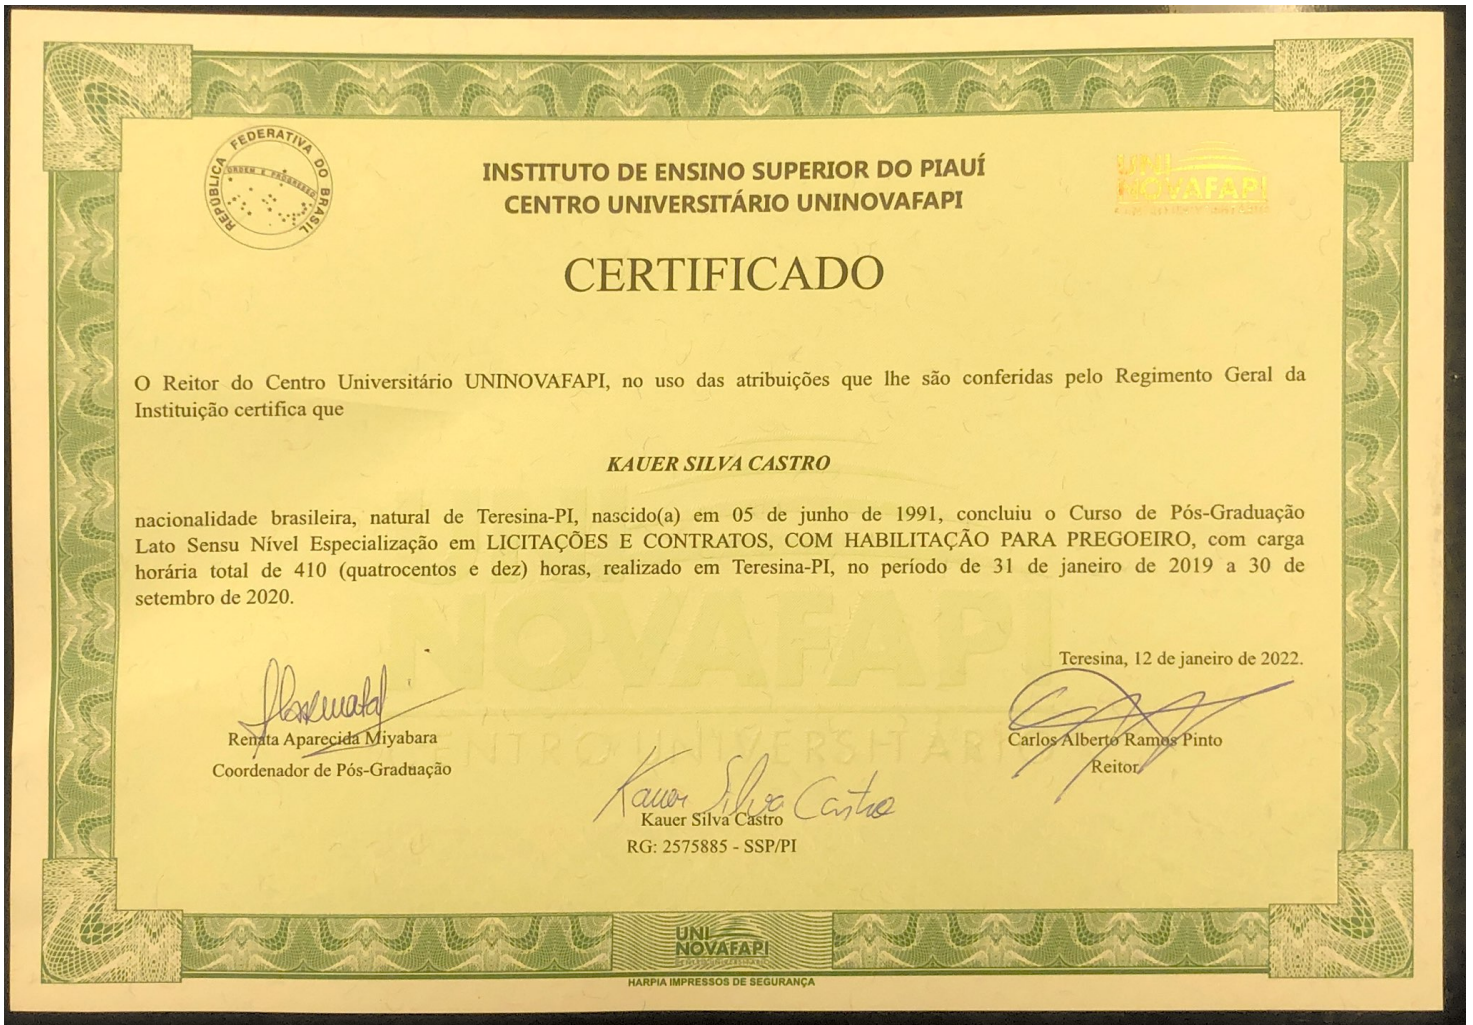 REPÚBLICA FEDERATIVA DO BRASIL
ORDEM E PROGRESSO
INSTITUTO DE ENSINO SUPERIOR DO PIAUÍ
CENTRO UNIVERSITÁRIO UNINOVAFAPI
UNI
NOVAFAPI
CERTIFICADO
O Reitor do Centro Universitário UNINOVAFAPI, no uso das atribuições que lhe são conferidas pelo Regimento Geral da
Instituição certifica que
KAUER SILVA CASTRO
nacionalidade brasileira, natural de Teresina-PI, nascido(a) em 05 de junho de 1991, concluiu o Curso de Pós-Graduação
Lato Sensu Nível Especialização em LICITAÇÕES E CONTRATOS, COM HABILITAÇÃO PARA PREGOEIRO, com carga
horária total de 410 (quatrocentos e dez) horas, realizado em Teresina-PI, no período de 31 de janeiro de 2019 a 30 de
setembro de 2020.
UNI
NOVAFAPI
CENTRO UNIVERSITÁRIO
Teresina, 12 de janeiro de 2022.
Renata Aparecida Miyabara
Coordenador de Pós-Graduação
Carlos Alberto Ramos Pinto
Reitor
Kauer Silva Castro
Kauer Silva Castro
RG: 2575885 - SSP/PI
UNI
NOVAFAPI
HARPIA IMPRESSOS DE SEGURANÇA